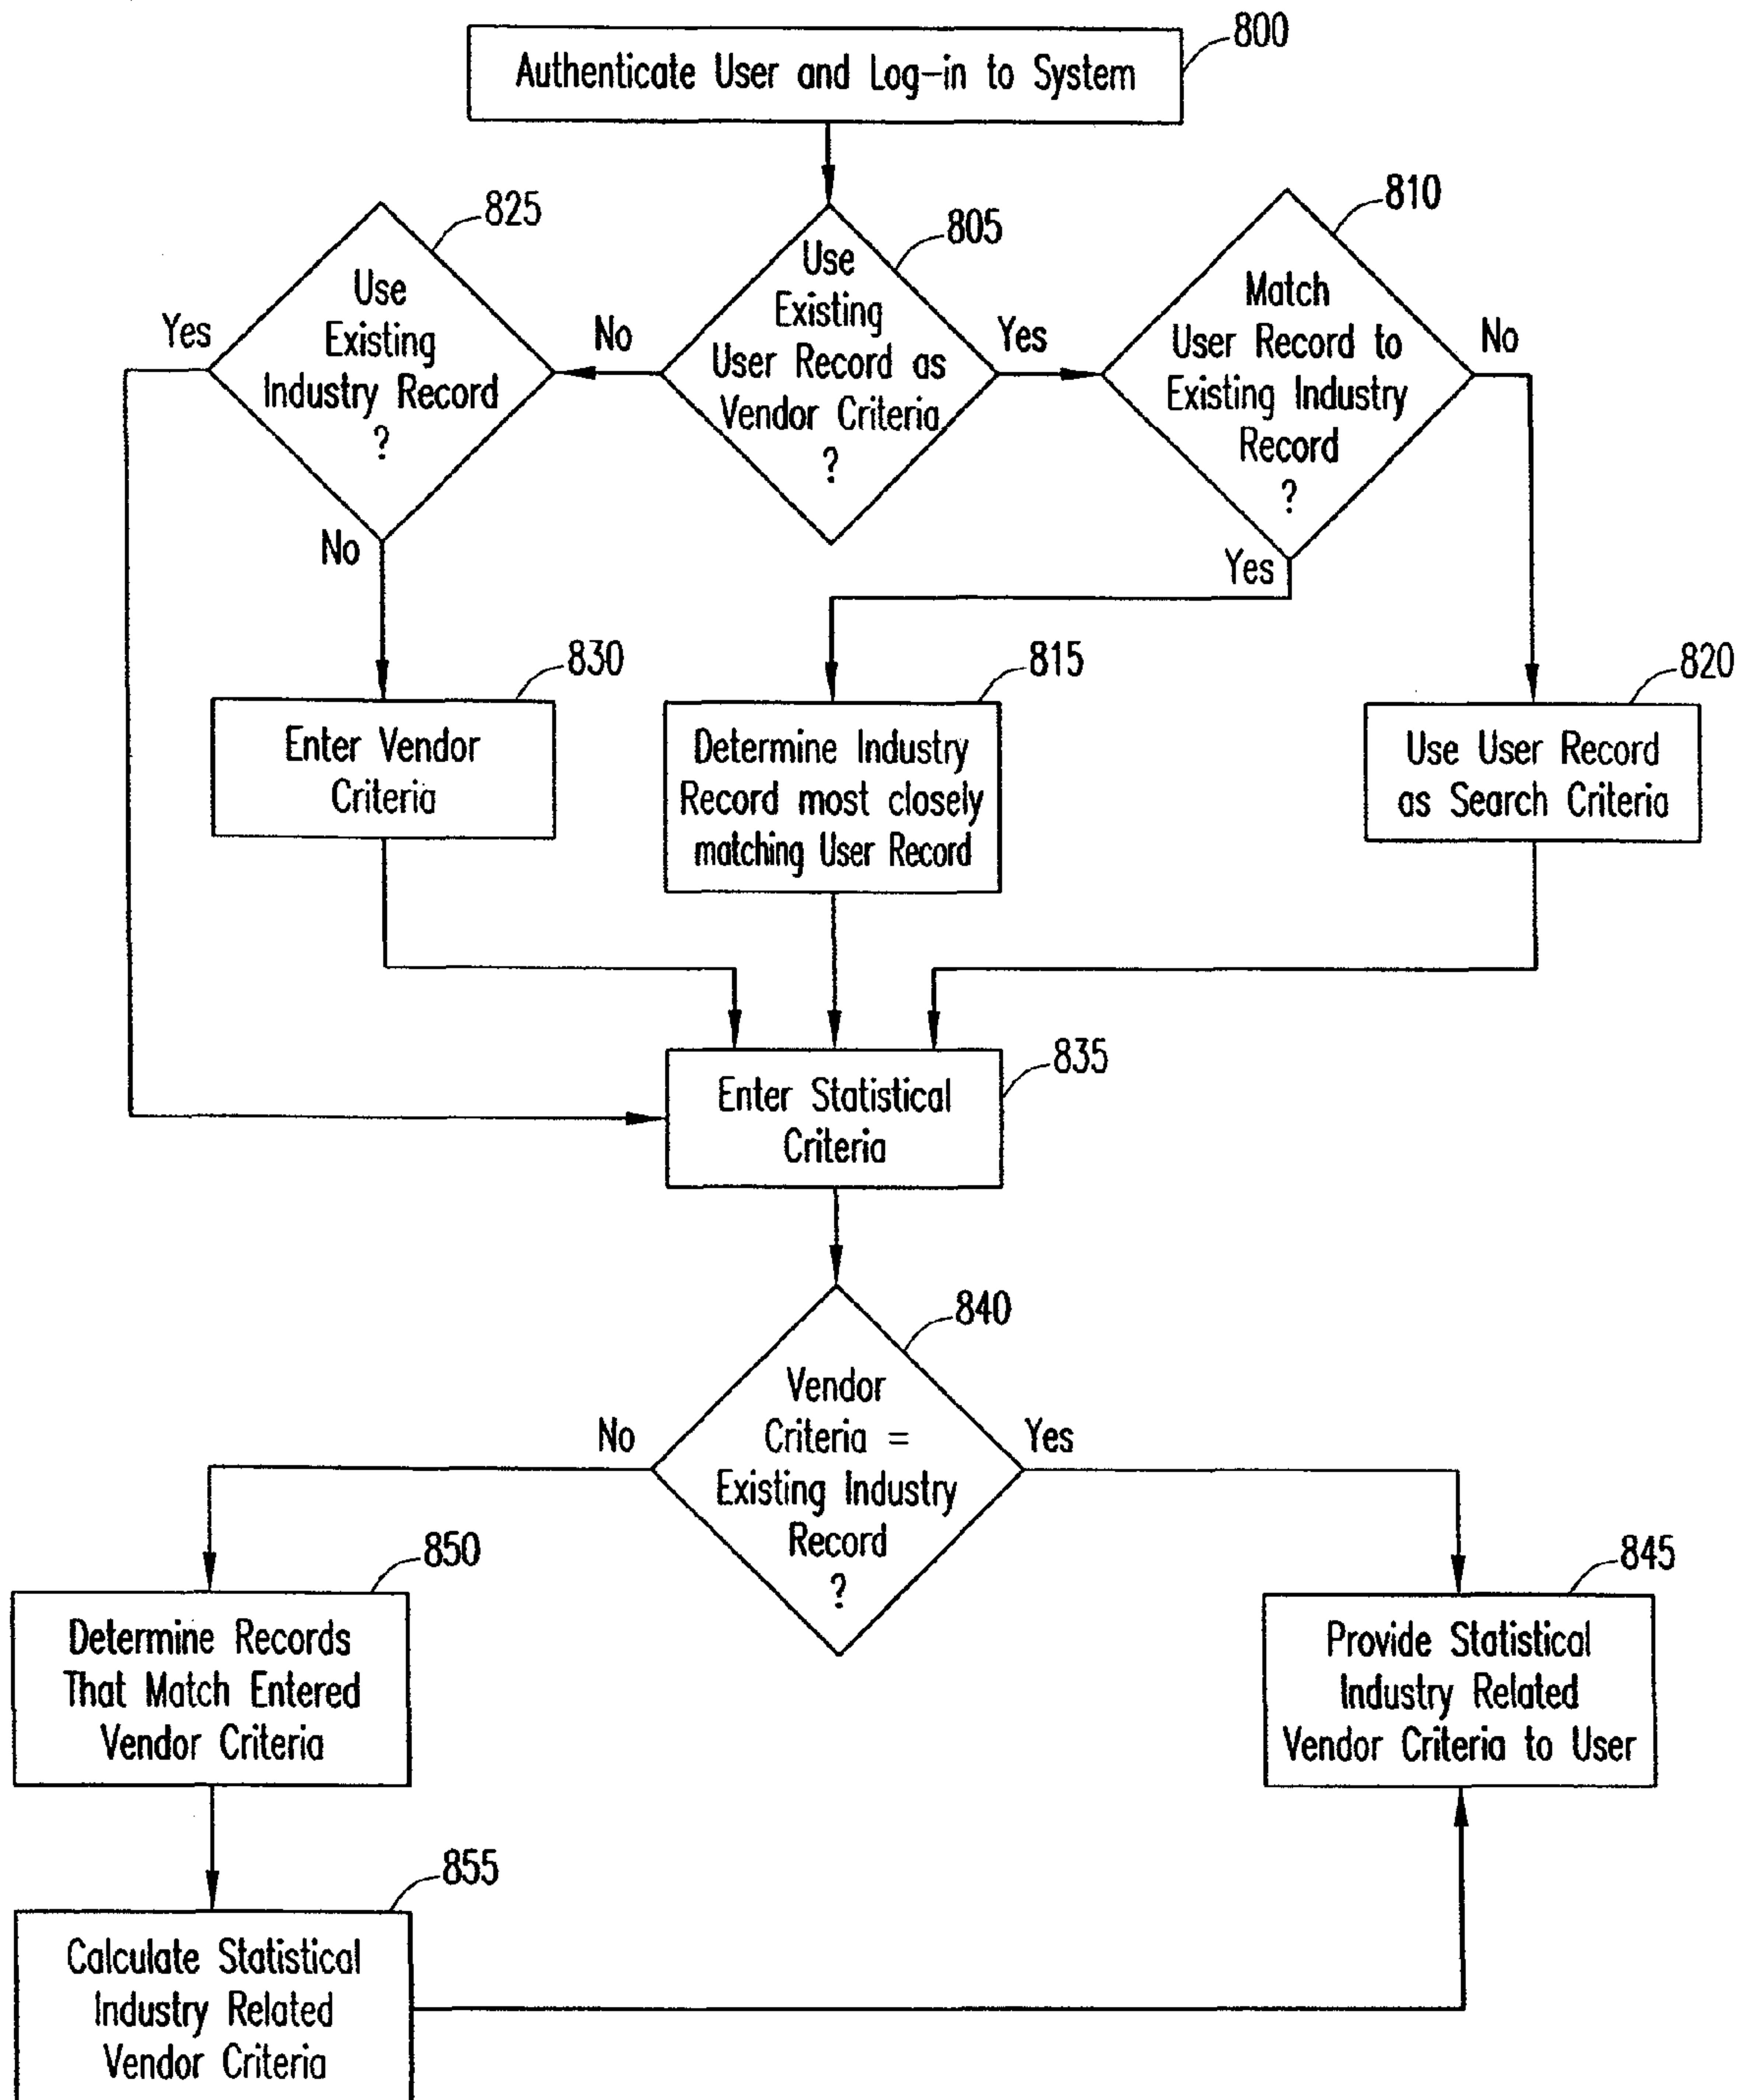 800
Authenticate User and Log-in to System
825
Use
Existing
Industry Record
?
Yes
No
805
Use
Existing
User Record as
Vendor Criteria
?
No
Yes
810
Match
User Record to
Existing Industry
Record
?
No
Yes
830
Enter Vendor
Criteria
815
Determine Industry
Record most closely
matching User Record
820
Use User Record
as Search Criteria
835
Enter Statistical
Criteria
840
Vendor
Criteria =
Existing Industry
Record
?
No
Yes
850
Determine Records
That Match Entered
Vendor Criteria
845
Provide Statistical
Industry Related
Vendor Criteria to User
855
Calculate Statistical
Industry Related
Vendor Criteria